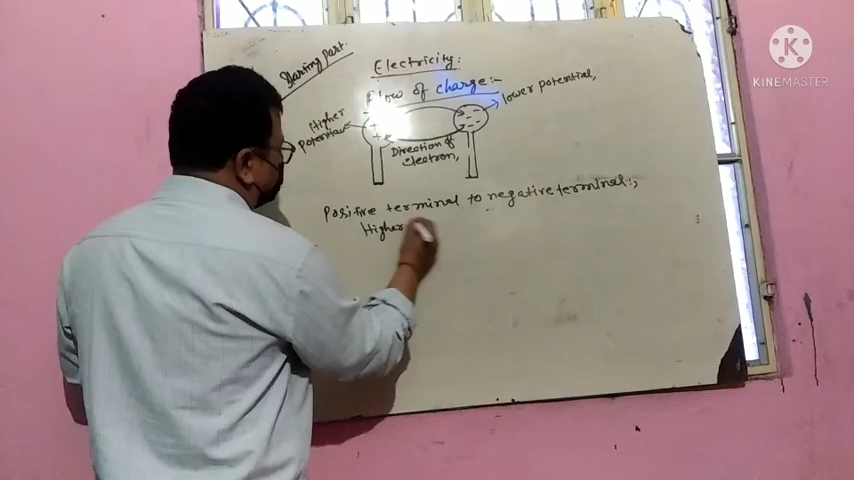 Starting Part
Electricity:
Flow of charge:-
Higher
Potential
lower potential,
Direction of
electron,
Positive terminal to negative terminal:,
Higher
K
KINEMASTER